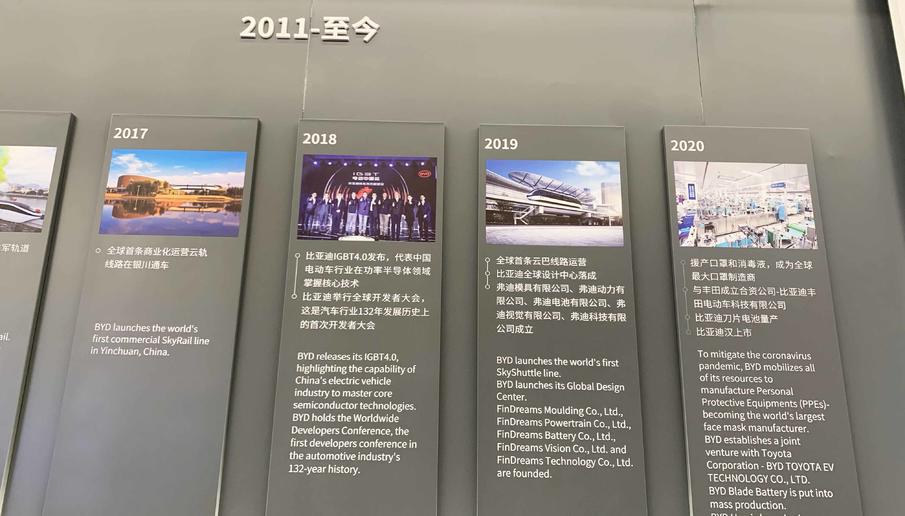 2011-至今
军轨道
ail.
2017
全球首条商业化运营云轨
线路在银川通车
BYD launches the world's
first commercial SkyRail line
in Yinchuan, China.
2018
IGBT
BYD
比亚迪IGBT4.0发布，代表中国
电动车行业在功率半导体领域
掌握核心技术
比亚迪举行全球开发者大会，
这是汽车行业132年发展历史上
的首次开发者大会
BYD releases its IGBT4.0,
highlighting the capability of
China's electric vehicle
industry to master core
semiconductor technologies.
BYD holds the Worldwide
Developers Conference, the
first developers conference in
the automotive industry's
132-year history.
2019
全球首条云巴线路运营
比亚迪全球设计中心落成
弗迪模具有限公司、弗迪动力有
限公司、弗迪电池有限公司、弗
迪视觉有限公司、弗迪科技有限
公司成立
BYD launches the world's first
SkyShuttle line.
BYD launches its Global Design
Center.
FinDreams Moulding Co., Ltd.,
FinDreams Powertrain Co., Ltd.,
FinDreams Battery Co., Ltd.,
FinDreams Vision Co., Ltd. and
FinDreams Technology Co., Ltd.
are founded.
2020
援产口罩和消毒液，成为全球
最大口罩制造商
与丰田成立合资公司-比亚迪丰
田电动车科技有限公司
比亚迪刀片电池量产
比亚迪汉上市
To mitigate the coronavirus
pandemic, BYD mobilizes all
of its resources to
manufacture Personal
Protective Equipments (PPEs)-
becoming the world's largest
face mask manufacturer.
BYD establishes a joint
venture with Toyota
Corporation - BYD TOYOTA EV
TECHNOLOGY CO., LTD.
BYD Blade Battery is put into
mass production.